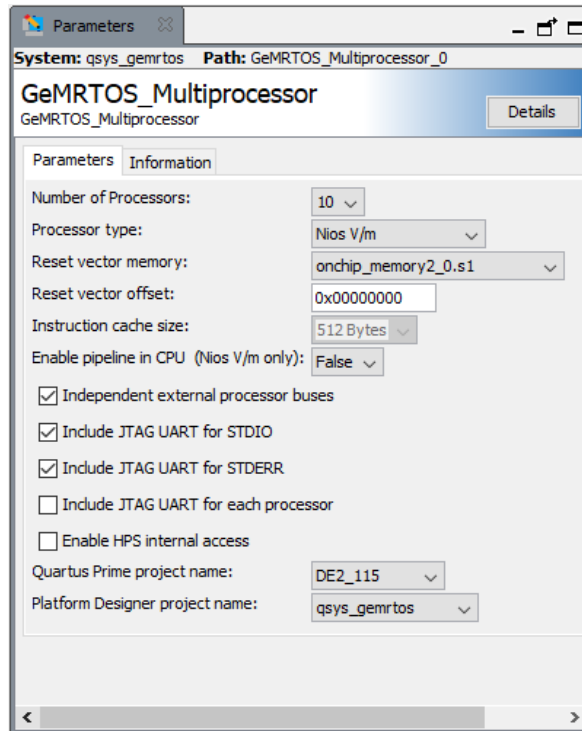 Parameters
System: qsys_gemrtos Path: GeMRTOS_Multiprocessor_0
GeMRTOS_Multiprocessor
GeMRTOS_Multiprocessor
Details
Parameters Information
Number of Processors: 10
Processor type: Nios V/m
Reset vector memory: onchip_memory2_0.s1
Reset vector offset: 0x00000000
Instruction cache size: 512 Bytes
Enable pipeline in CPU (Nios V/m only): False
Independent external processor buses
Include JTAG UART for STDIO
Include JTAG UART for STDERR
Include JTAG UART for each processor
Enable HPS internal access
Quartus Prime project name: DE2_115
Platform Designer project name: qsys_gemrtos